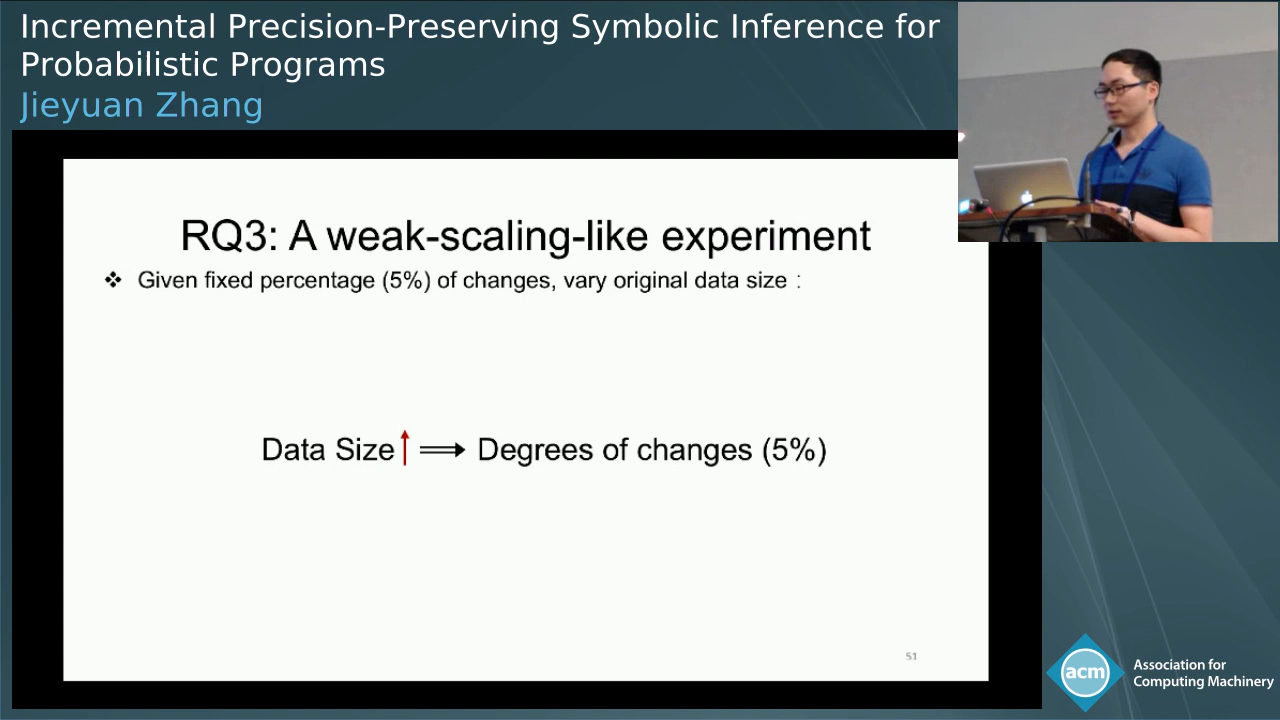 Incremental Precision-Preserving Symbolic Inference for
Probabilistic Programs
Jieyuan Zhang
RQ3: A weak-scaling-like experiment
❖ Given fixed percentage (5%) of changes, vary original data size :
Data Size↑ ⟹ Degrees of changes (5%)
51
acm
Association for
Computing Machinery